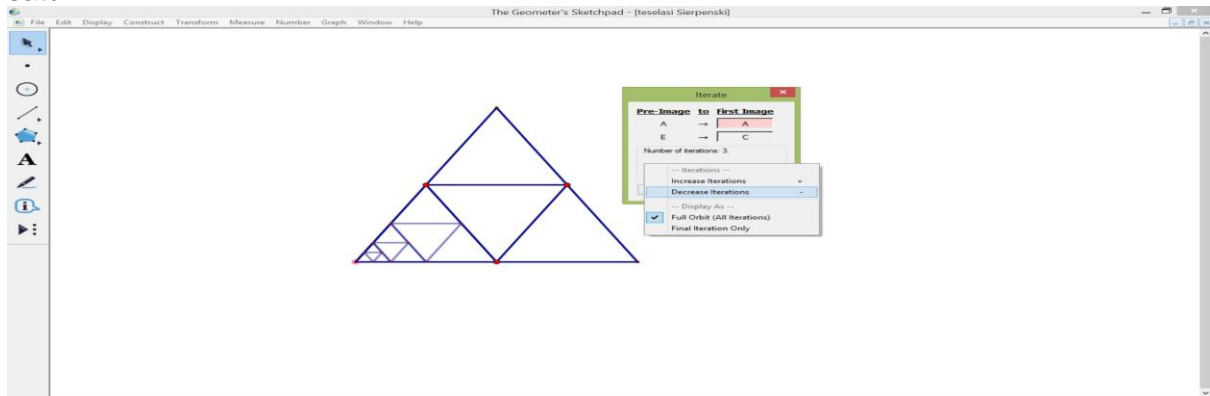 The Geometer's Sketchpad - [teselasi Sierpenski]
File Edit Display Construct Transform Measure Number Graph Window Help
A
Iterate
Pre-Image to First Image
A → A
E → C
Number of iterations: 3.
-- Iterations --
Increase Iterations +
Decrease Iterations -
-- Display As --
Full Orbit (All Iterations)
Final Iteration Only